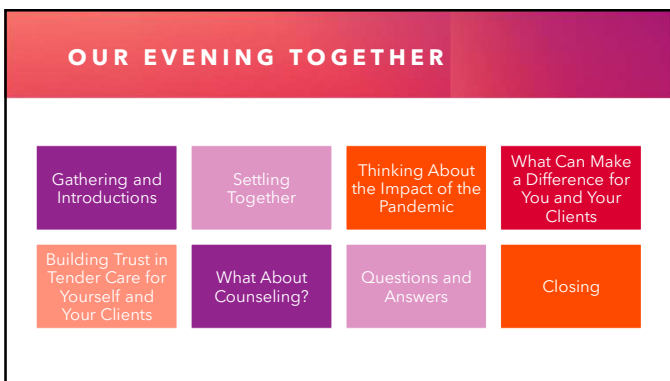 OUR EVENING TOGETHER
Gathering and
Introductions
Settling
Together
Thinking About
the Impact of the
Pandemic
What Can Make
a Difference for
You and Your
Clients
Building Trust in
Tender Care for
Yourself and
Your Clients
What About
Counseling?
Questions and
Answers
Closing